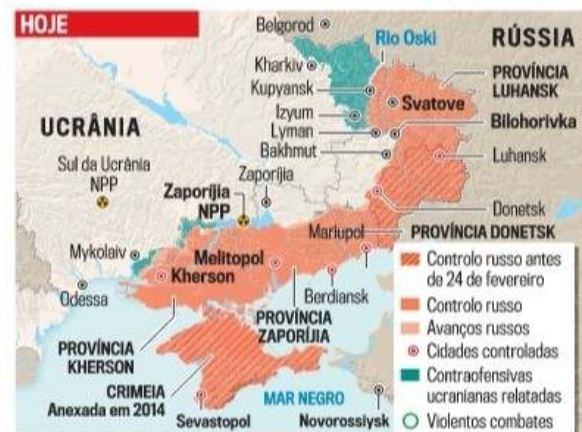 HOJE
Belgorod
Rio Oski
RÚSSIA
Kharkiv
PROVÍNCIA
LUHANSK
Kupyansk
Svatove
Izyum
UCRÂNIA
Lyman
Bilohorivka
Bakhmut
Luhansk
Sul da Ucrânia
NPP
Zaporíjia
Zaporíjia
NPP
Donetsk
Mariupol
PROVÍNCIA DONETSK
Mykolaiv
Melitopol
Kherson
Odessa
Berdiansk
PROVÍNCIA
ZAPORÍJIA
PROVÍNCIA
KHERSON
CRIMEIA
Anexada em 2014
MAR NEGRO
Sevastopol
Novorossiysk
Controlo russo antes
de 24 de fevereiro
Controlo russo
Avanços russos
Cidades controladas
Contraofensivas
ucranianas relatadas
Violentos combates